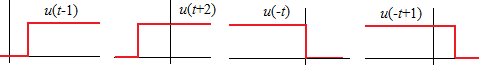 u(t-1) u(t+2) u(-t) u(-t+1)